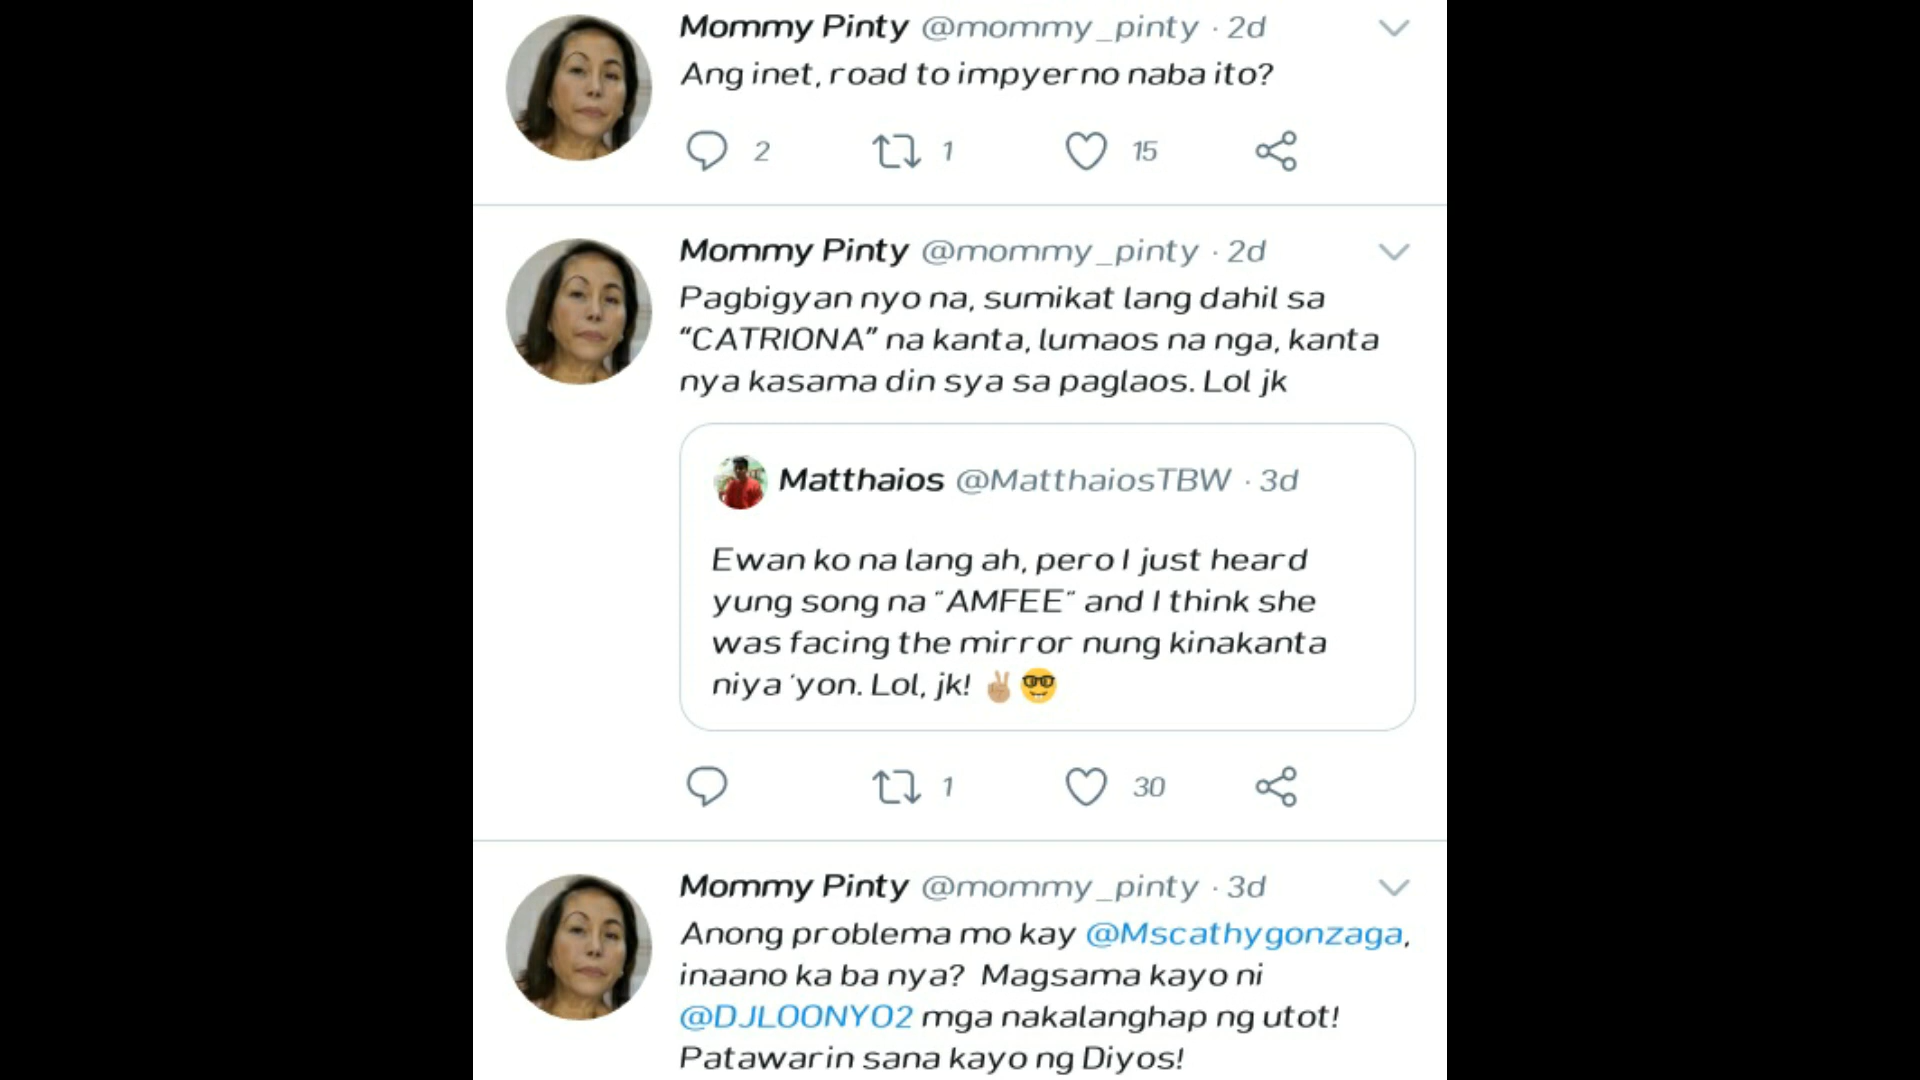 Mommy Pinty @mommy_pinty · 2d
Ang inet, road to impyerno naba ito?
2 1 15
Mommy Pinty @mommy_pinty · 2d
Pagbigyan nyo na, sumikat lang dahil sa
“CATRIONA” na kanta, lumaos na nga, kanta
nya kasama din sya sa paglaos. Lol jk
Matthaios @MatthaiosTBW · 3d
Ewan ko na lang ah, pero I just heard
yung song na "AMFEE" and I think she
was facing the mirror nung kinakanta
niya 'yon. Lol, jk! ✌🏼🤓
1 30
Mommy Pinty @mommy_pinty · 3d
Anong problema mo kay @Mscathygonzaga,
inaano ka ba nya? Magsama kayo ni
@DJLOONYO2 mga nakalanghap ng utot!
Patawarin sana kayo ng Diyos!